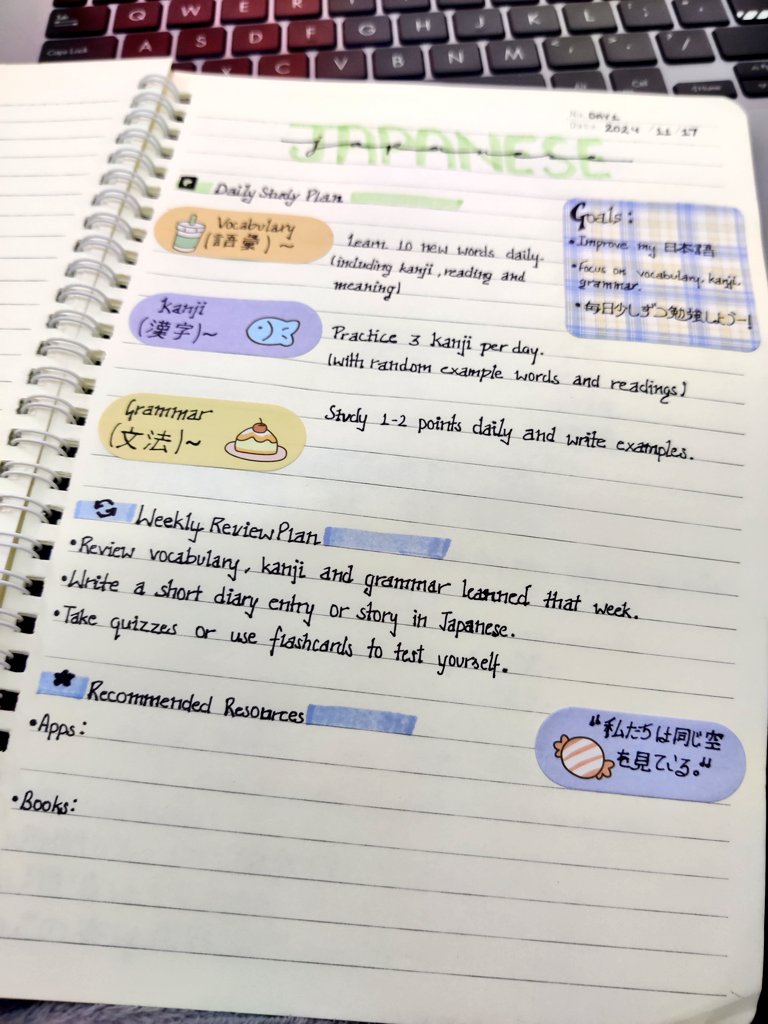 Q W E R T Y U I O P
Caps Lock A S D F G H J K L
C V B N M
Alt Ctrl
No. DAY 1
Date 2024 / 11 / 17
JAPANESE
Japanese
Daily Study Plan
Goals:
• Improve my 日本語
• Focus on vocabulary, kanji, grammar.
• 毎日少しずつ勉強しよう–!
Vocabulary
(語彙) ~
Learn 10 new words daily.
(including kanji, reading and
meaning)
Kanji
(漢字)~
Practice 3 kanji per day.
(with random example words and readings)
Grammar
(文法)~
Study 1-2 points daily and write examples.
Weekly Review Plan
• Review vocabulary, kanji and grammar learned that week.
• Write a short diary entry or story in Japanese.
• Take quizzes or use flashcards to test yourself.
Recommended Resources
• Apps:
"私たちは同じ空
を見ている。"
• Books: